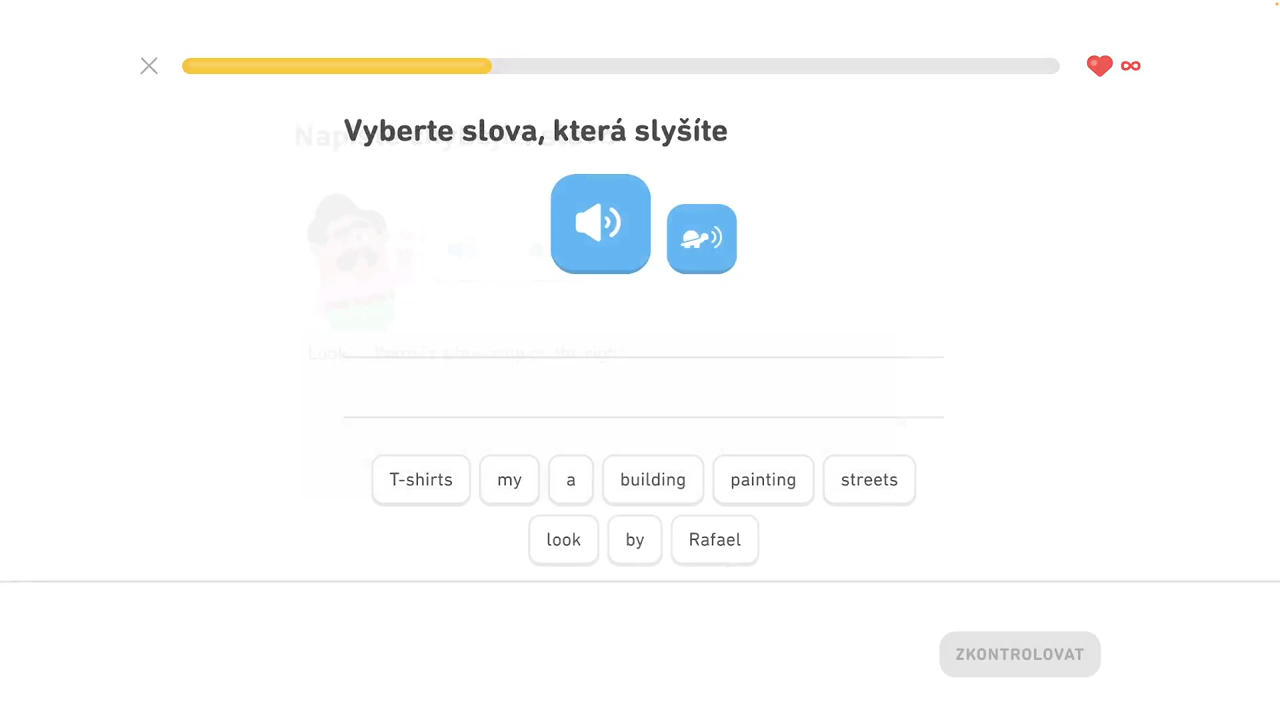 Vyberte slova, která slyšíte
T-shirts my a building painting streets
look by Rafael
ZKONTROLOVAT